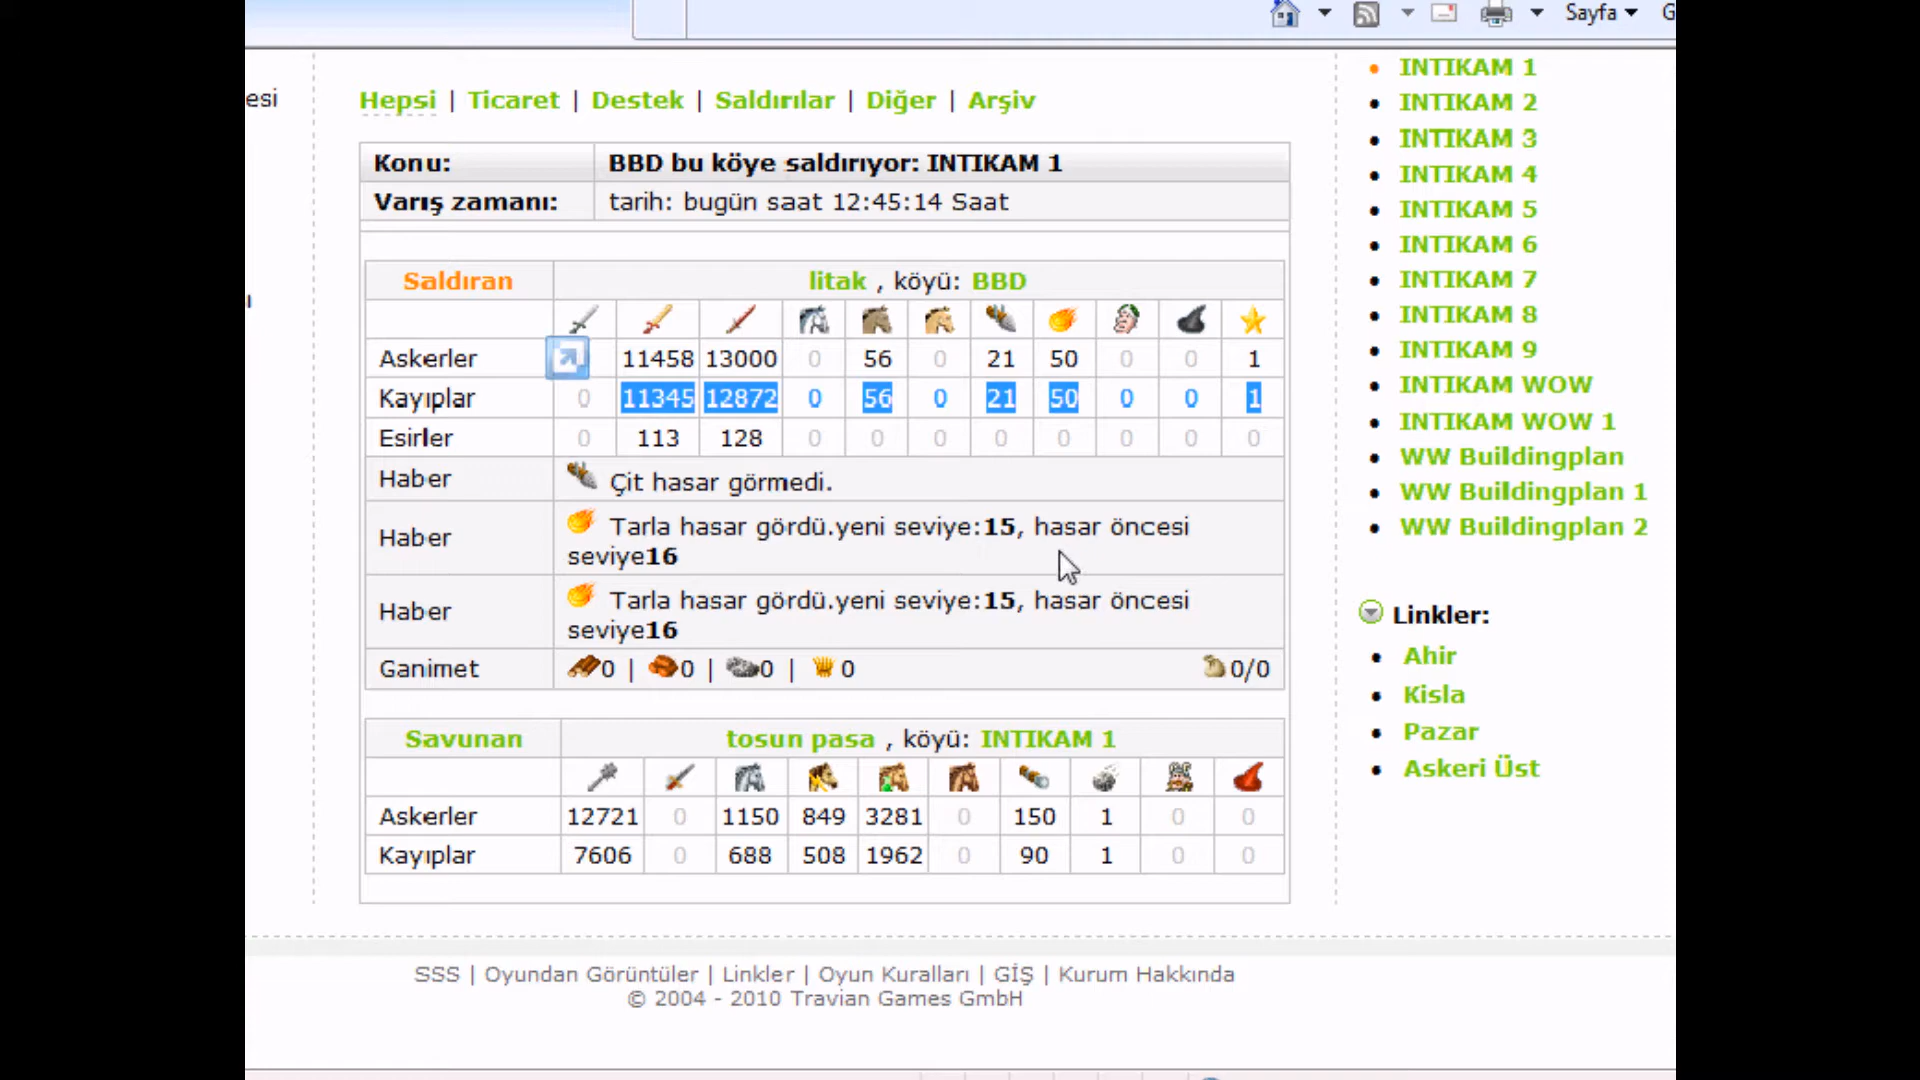 Sayfa
esi
Hepsi | Ticaret | Destek | Saldırılar | Diğer | Arşiv
Konu: BBD bu köye saldırıyor: INTIKAM 1
Varış zamanı: tarih: bugün saat 12:45:14 Saat
Saldıran litak , köyü: BBD
Askerler 11458 13000 0 56 0 21 50 0 0 1
Kayıplar 0 11345 12872 0 56 0 21 50 0 0 1
Esirler 0 113 128 0 0 0 0 0 0 0 0
Haber Çit hasar görmedi.
Haber Tarla hasar gördü.yeni seviye:15, hasar öncesi
seviye16
Haber Tarla hasar gördü.yeni seviye:15, hasar öncesi
seviye16
Ganimet 0 | 0 | 0 | 0 0/0
Savunan tosun pasa , köyü: INTIKAM 1
Askerler 12721 0 1150 849 3281 0 150 1 0 0
Kayıplar 7606 0 688 508 1962 0 90 1 0 0
INTIKAM 1
INTIKAM 2
INTIKAM 3
INTIKAM 4
INTIKAM 5
INTIKAM 6
INTIKAM 7
INTIKAM 8
INTIKAM 9
INTIKAM WOW
INTIKAM WOW 1
WW Buildingplan
WW Buildingplan 1
WW Buildingplan 2
Linkler:
Ahir
Kisla
Pazar
Askeri Üst
SSS | Oyundan Görüntüler | Linkler | Oyun Kuralları | GİŞ | Kurum Hakkında
© 2004 - 2010 Travian Games GmbH